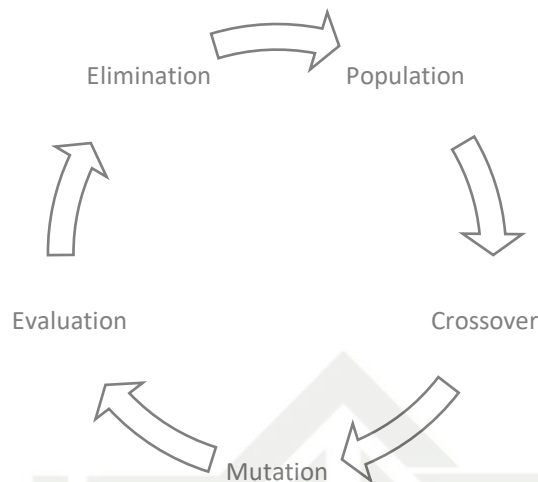 Elimination
Population
Evaluation
Crossover
Mutation